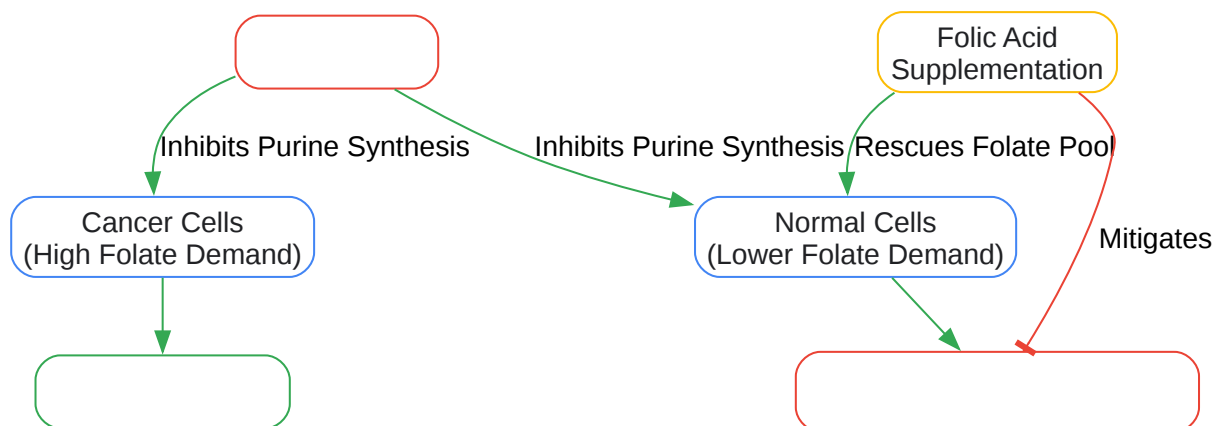 Folic Acid
Supplementation
Inhibits Purine Synthesis
Inhibits Purine Synthesis
Rescues Folate Pool
Cancer Cells
(High Folate Demand)
Normal Cells
(Lower Folate Demand)
Mitigates